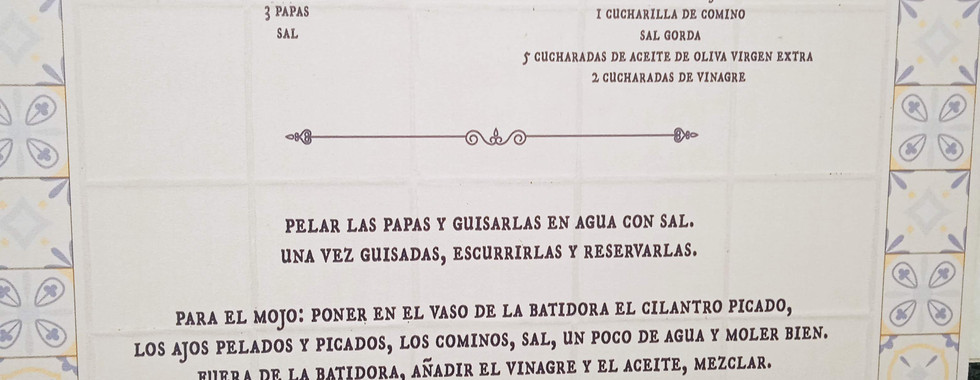 3 PAPAS
SAL
1 CUCHARILLA DE COMINO
SAL GORDA
5 CUCHARADAS DE ACEITE DE OLIVA VIRGEN EXTRA
2 CUCHARADAS DE VINAGRE
PELAR LAS PAPAS Y GUISARLAS EN AGUA CON SAL.
UNA VEZ GUISADAS, ESCURRIRLAS Y RESERVARLAS.
PARA EL MOJO: PONER EN EL VASO DE LA BATIDORA EL CILANTRO PICADO,
LOS AJOS PELADOS Y PICADOS, LOS COMINOS, SAL, UN POCO DE AGUA Y MOLER BIEN.
FUERA DE LA BATIDORA, AÑADIR EL VINAGRE Y EL ACEITE, MEZCLAR.